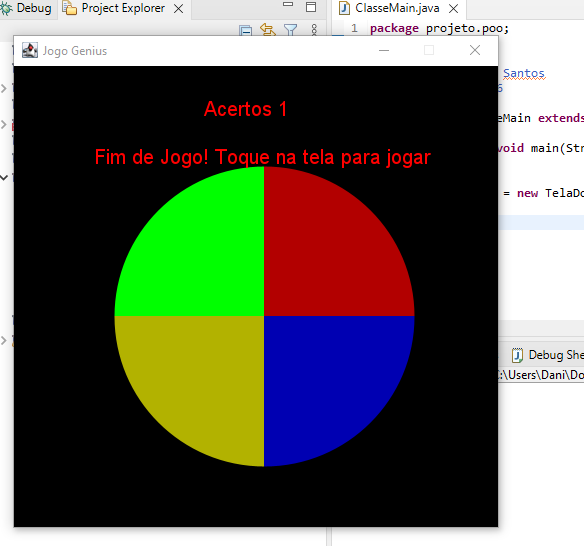 Debug
Project Explorer
ClasseMain.java
1 package projeto.poo;
Jogo Genius
Santos
Acertos 1
Fim de Jogo! Toque na tela para jogar
eMain extends
void main(Str
= new TelaDo
Debug She
:\Users\Dani\Do